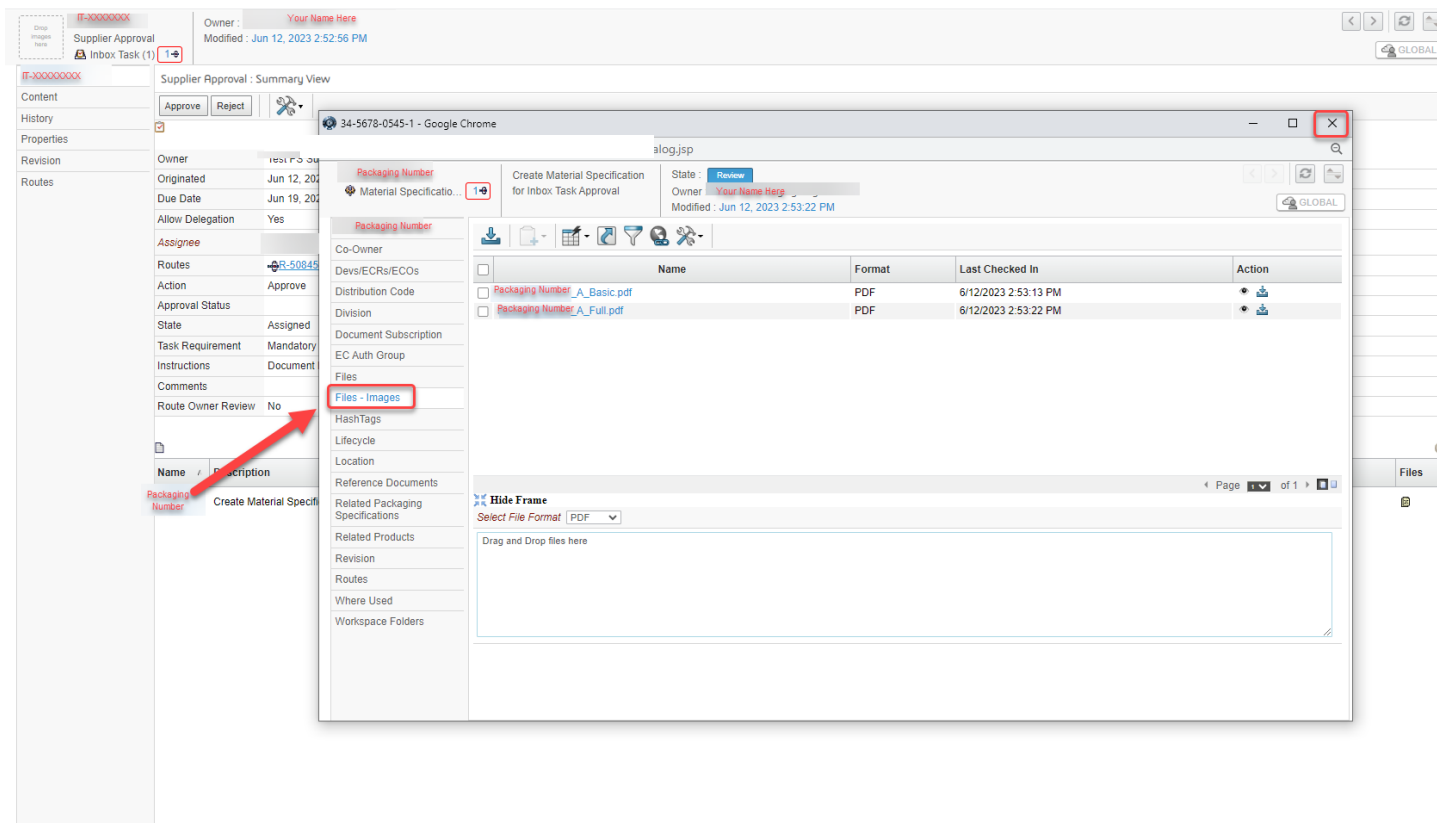 Drop images here
IT-XXXXXXX
Supplier Approval
Inbox Task (1) 1
Owner : Your Name Here
Modified : Jun 12, 2023 2:52:56 PM
GLOBAL
IT-XXXXXXXX
Content
History
Properties
Revision
Routes
Supplier Approval : Summary View
Approve Reject
Owner
Originated Jun 12, 202
Due Date Jun 19, 202
Allow Delegation Yes
Assignee
Routes R-50845
Action Approve
Approval Status
State Assigned
Task Requirement Mandatory
Instructions Document
Comments
Route Owner Review No
Name Description Files
Packaging Number Create Material Specifi
34-5678-0545-1 - Google Chrome
alog.jsp
Packaging Number
Material Specificatio... 1
Create Material Specification
for Inbox Task Approval
State : Review
Owner Your Name Here
Modified : Jun 12, 2023 2:53:22 PM
GLOBAL
Packaging Number
Co-Owner
Devs/ECRs/ECOs
Distribution Code
Division
Document Subscription
EC Auth Group
Files
Files - Images
HashTags
Lifecycle
Location
Reference Documents
Related Packaging
Specifications
Related Products
Revision
Routes
Where Used
Workspace Folders
Name Format Last Checked In Action
Packaging Number_A_Basic.pdf PDF 6/12/2023 2:53:13 PM
Packaging Number_A_Full.pdf PDF 6/12/2023 2:53:22 PM
Page 1 of 1
Hide Frame
Select File Format PDF
Drag and Drop files here